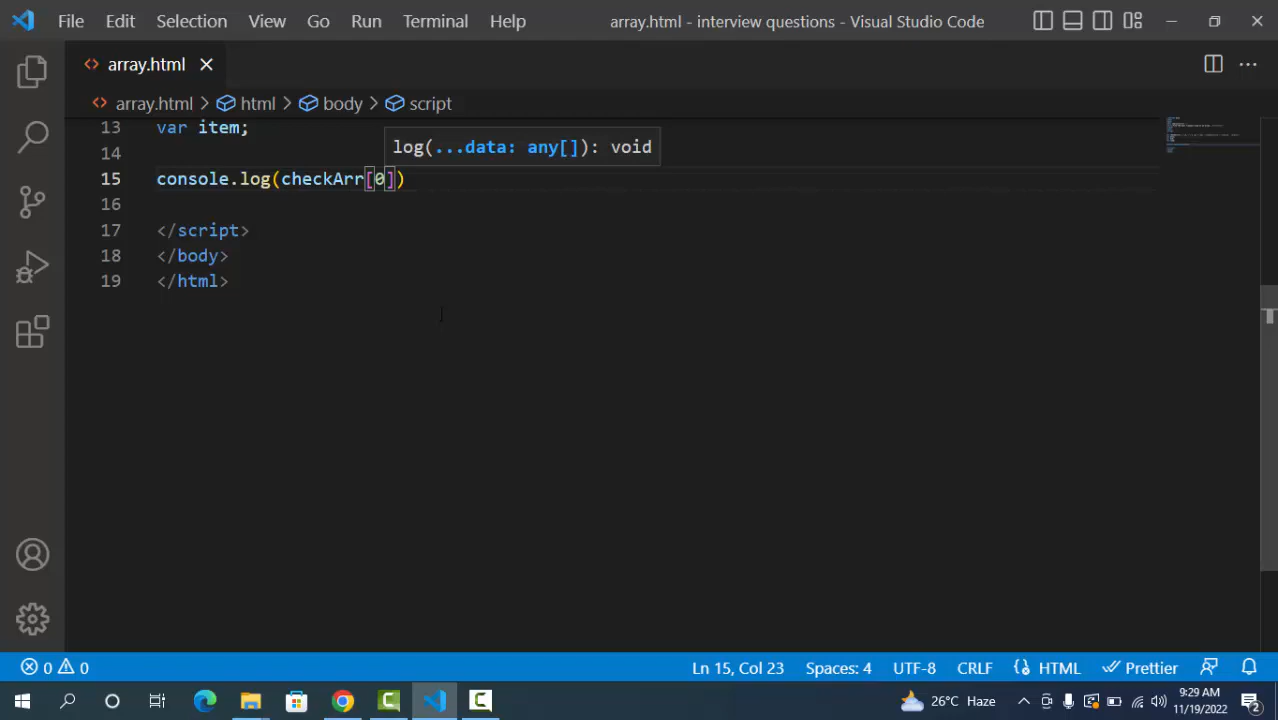 File Edit Selection View Go Run Terminal Help array.html - interview questions - Visual Studio Code
array.html
array.html > html > body > script
13 var item;
log(...data: any[]): void
14
15 console.log(checkArr[0])
16
17 </script>
18 </body>
19 </html>
0 0 Ln 15, Col 23 Spaces: 4 UTF-8 CRLF HTML Prettier
26°C Haze 9:29 AM
11/19/2022 2